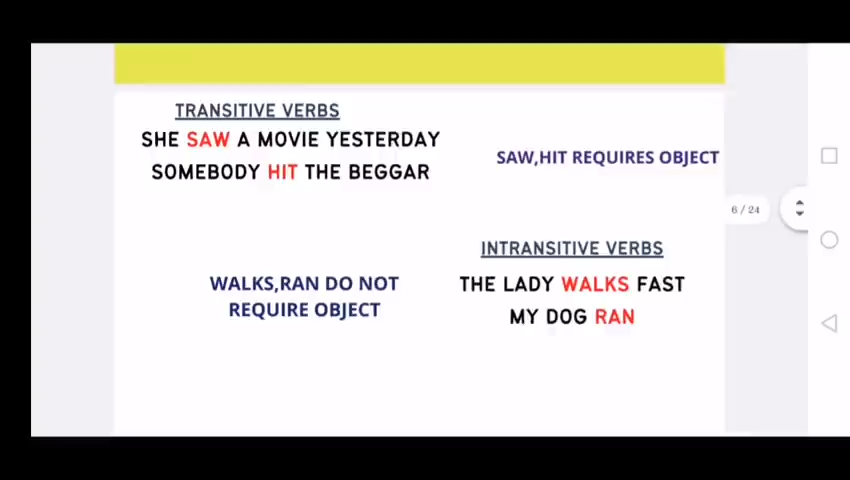 TRANSITIVE VERBS
SHE SAW A MOVIE YESTERDAY
SOMEBODY HIT THE BEGGAR
SAW,HIT REQUIRES OBJECT
6 / 24
INTRANSITIVE VERBS
THE LADY WALKS FAST
MY DOG RAN
WALKS,RAN DO NOT
REQUIRE OBJECT